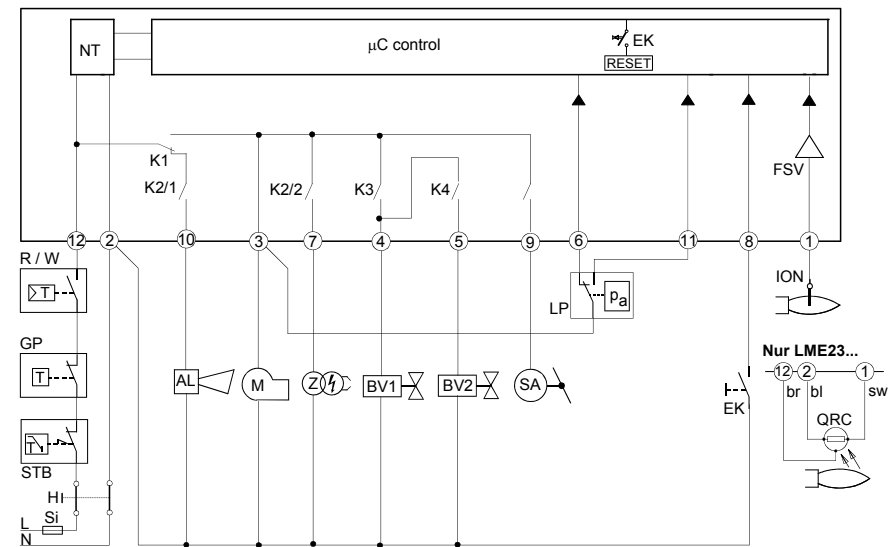 NT
µC control
EK
RESET
FSV
K1
K2/1
K2/2
K3
K4
12
2
10
3
7
4
5
9
6
11
8
1
R / W
T
GP
T
STB
T
H
Si
L
N
AL
M
Z
BV1
BV2
SA
LP
pa
EK
ION
Nur LME23...
12
2
1
br
bl
sw
QRC